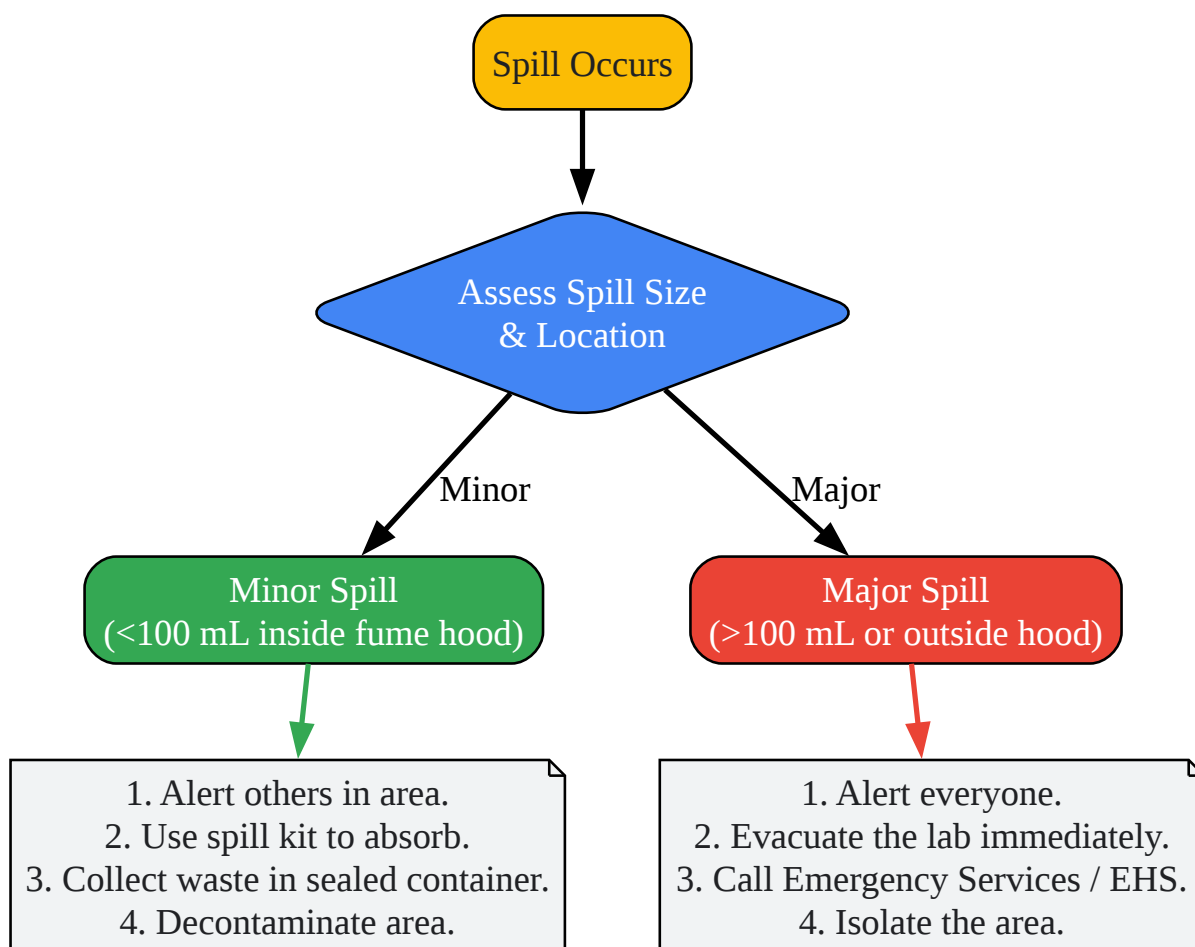 Spill Occurs
Assess Spill Size
& Location
Minor
Major
Minor Spill
(<100 mL inside fume hood)
Major Spill
(>100 mL or outside hood)
1. Alert others in area.
2. Use spill kit to absorb.
3. Collect waste in sealed container.
4. Decontaminate area.
1. Alert everyone.
2. Evacuate the lab immediately.
3. Call Emergency Services / EHS.
4. Isolate the area.